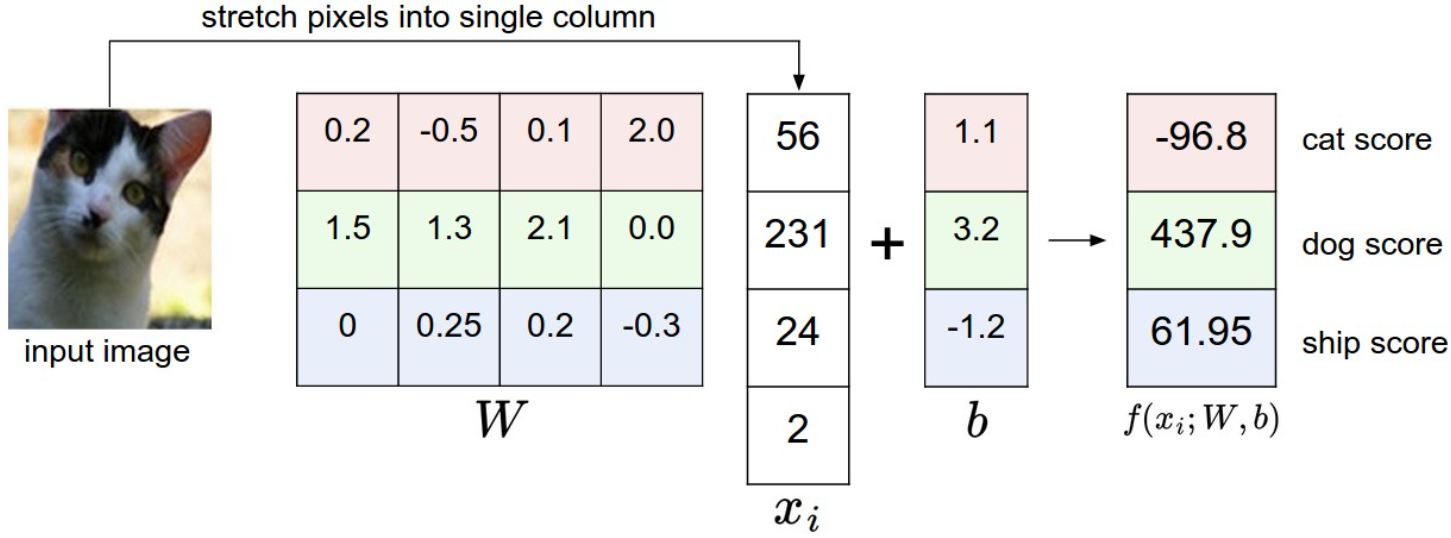 stretch pixels into single column
input image
0.2 -0.5 0.1 2.0
1.5 1.3 2.1 0.0
0 0.25 0.2 -0.3
W
56
231
24
2
x_i
+
1.1
3.2
-1.2
b
-96.8 cat score
437.9 dog score
61.95 ship score
f(x_i; W, b)